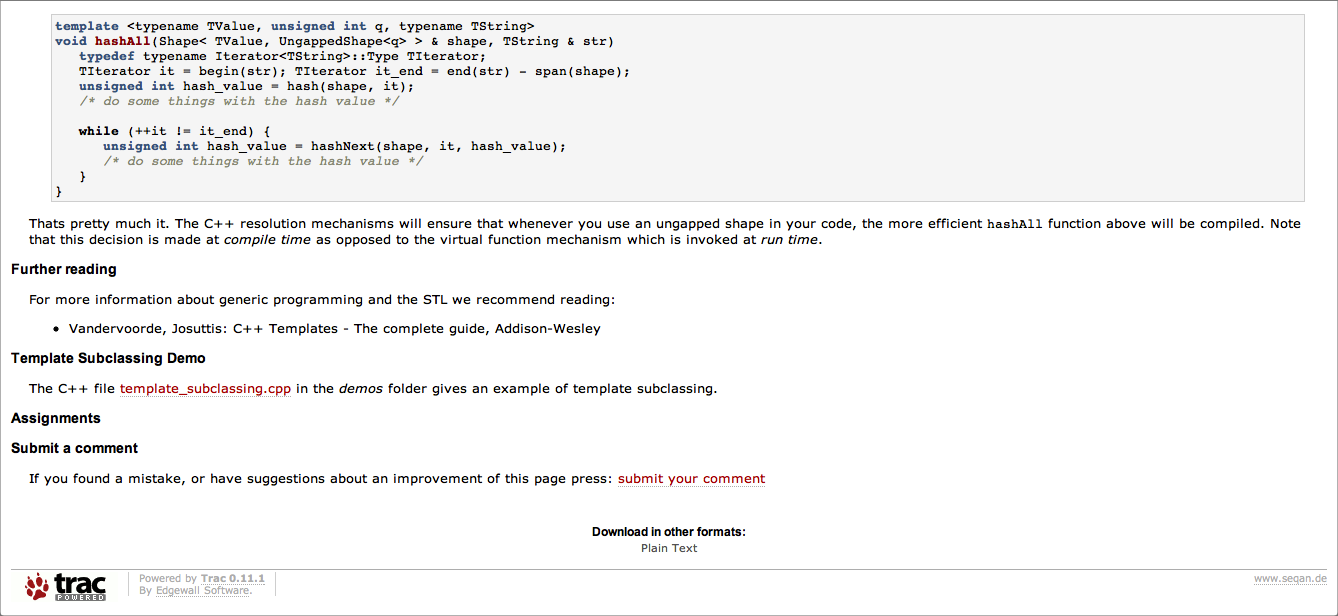 template <typename TValue, unsigned int q, typename TString>
void hashAll(Shape< TValue, UngappedShape<q> > & shape, TString & str)
typedef typename Iterator<TString>::Type TIterator;
TIterator it = begin(str); TIterator it_end = end(str) - span(shape);
unsigned int hash_value = hash(shape, it);
/* do some things with the hash value */
while (++it != it_end) {
unsigned int hash_value = hashNext(shape, it, hash_value);
/* do some things with the hash value */
}
}
Thats pretty much it. The C++ resolution mechanisms will ensure that whenever you use an ungapped shape in your code, the more efficient hashAll function above will be compiled. Note
that this decision is made at compile time as opposed to the virtual function mechanism which is invoked at run time.
Further reading
For more information about generic programming and the STL we recommend reading:
• Vandervoorde, Josuttis: C++ Templates - The complete guide, Addison-Wesley
Template Subclassing Demo
The C++ file template_subclassing.cpp in the demos folder gives an example of template subclassing.
Assignments
Submit a comment
If you found a mistake, or have suggestions about an improvement of this page press: submit your comment
Download in other formats:
Plain Text
trac
POWERED
Powered by Trac 0.11.1
By Edgewall Software.
www.seqan.de